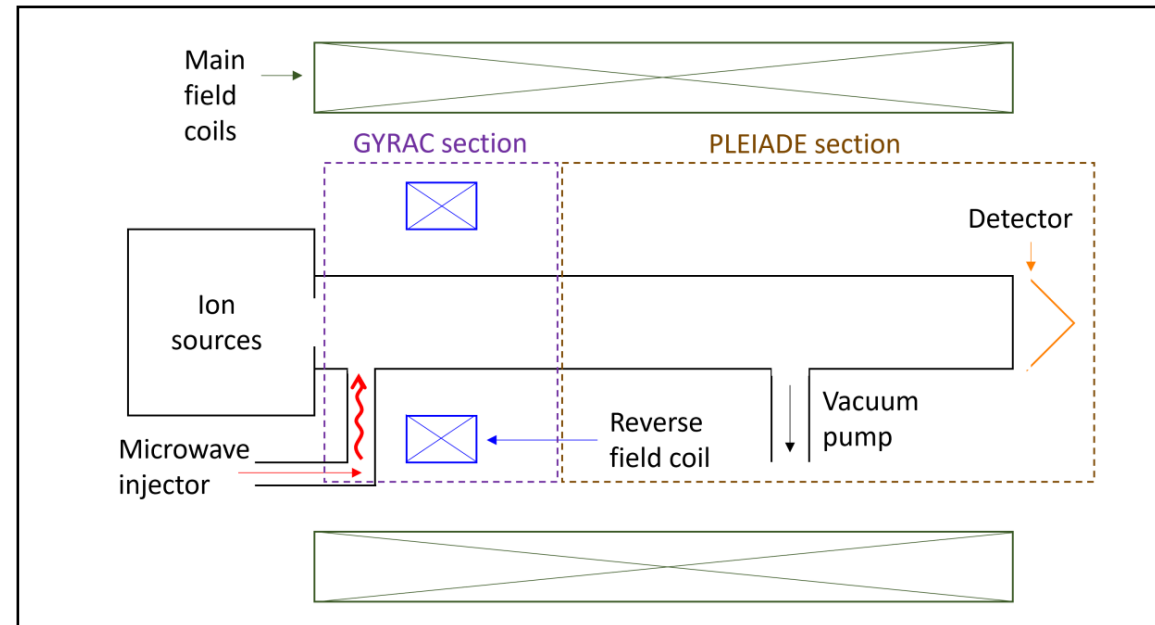 Main
field
coils
GYRAC section
PLEIADE section
Detector
Ion
sources
Microwave
injector
Reverse
field coil
Vacuum
pump